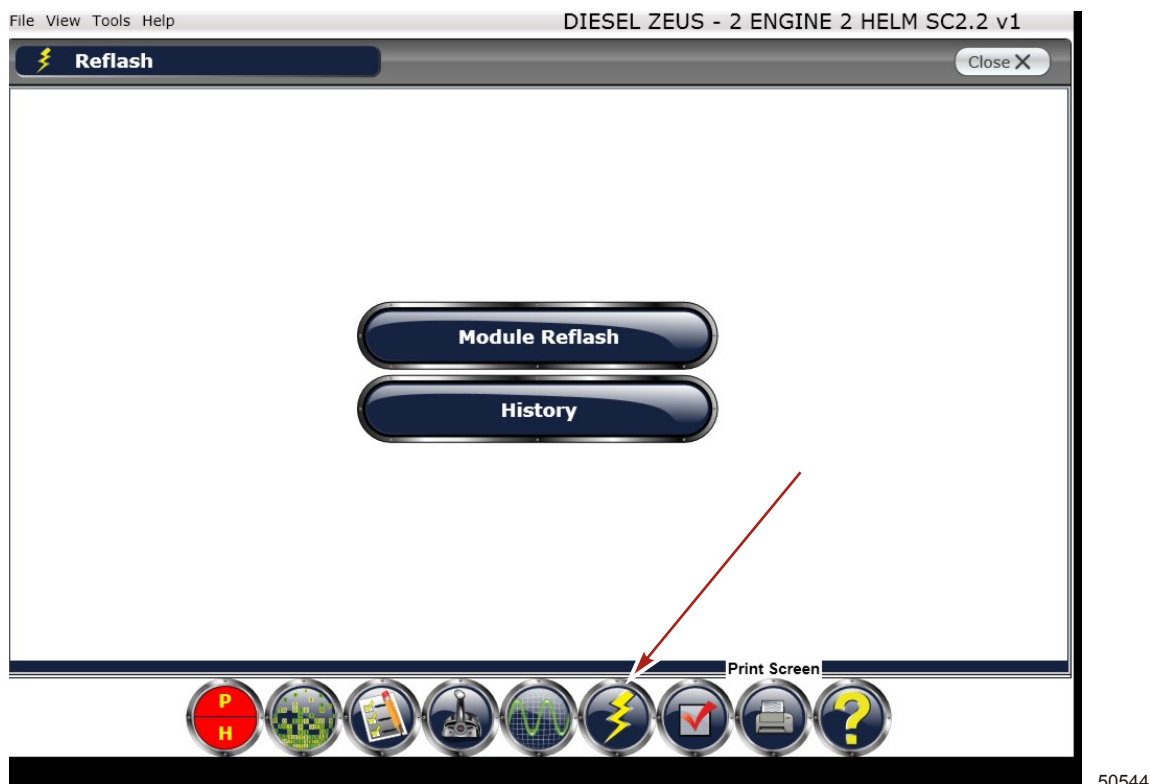 File View Tools Help
DIESEL ZEUS - 2 ENGINE 2 HELM SC2.2 v1
Reflash
Close X
Module Reflash
History
Print Screen
P
H
?
50544